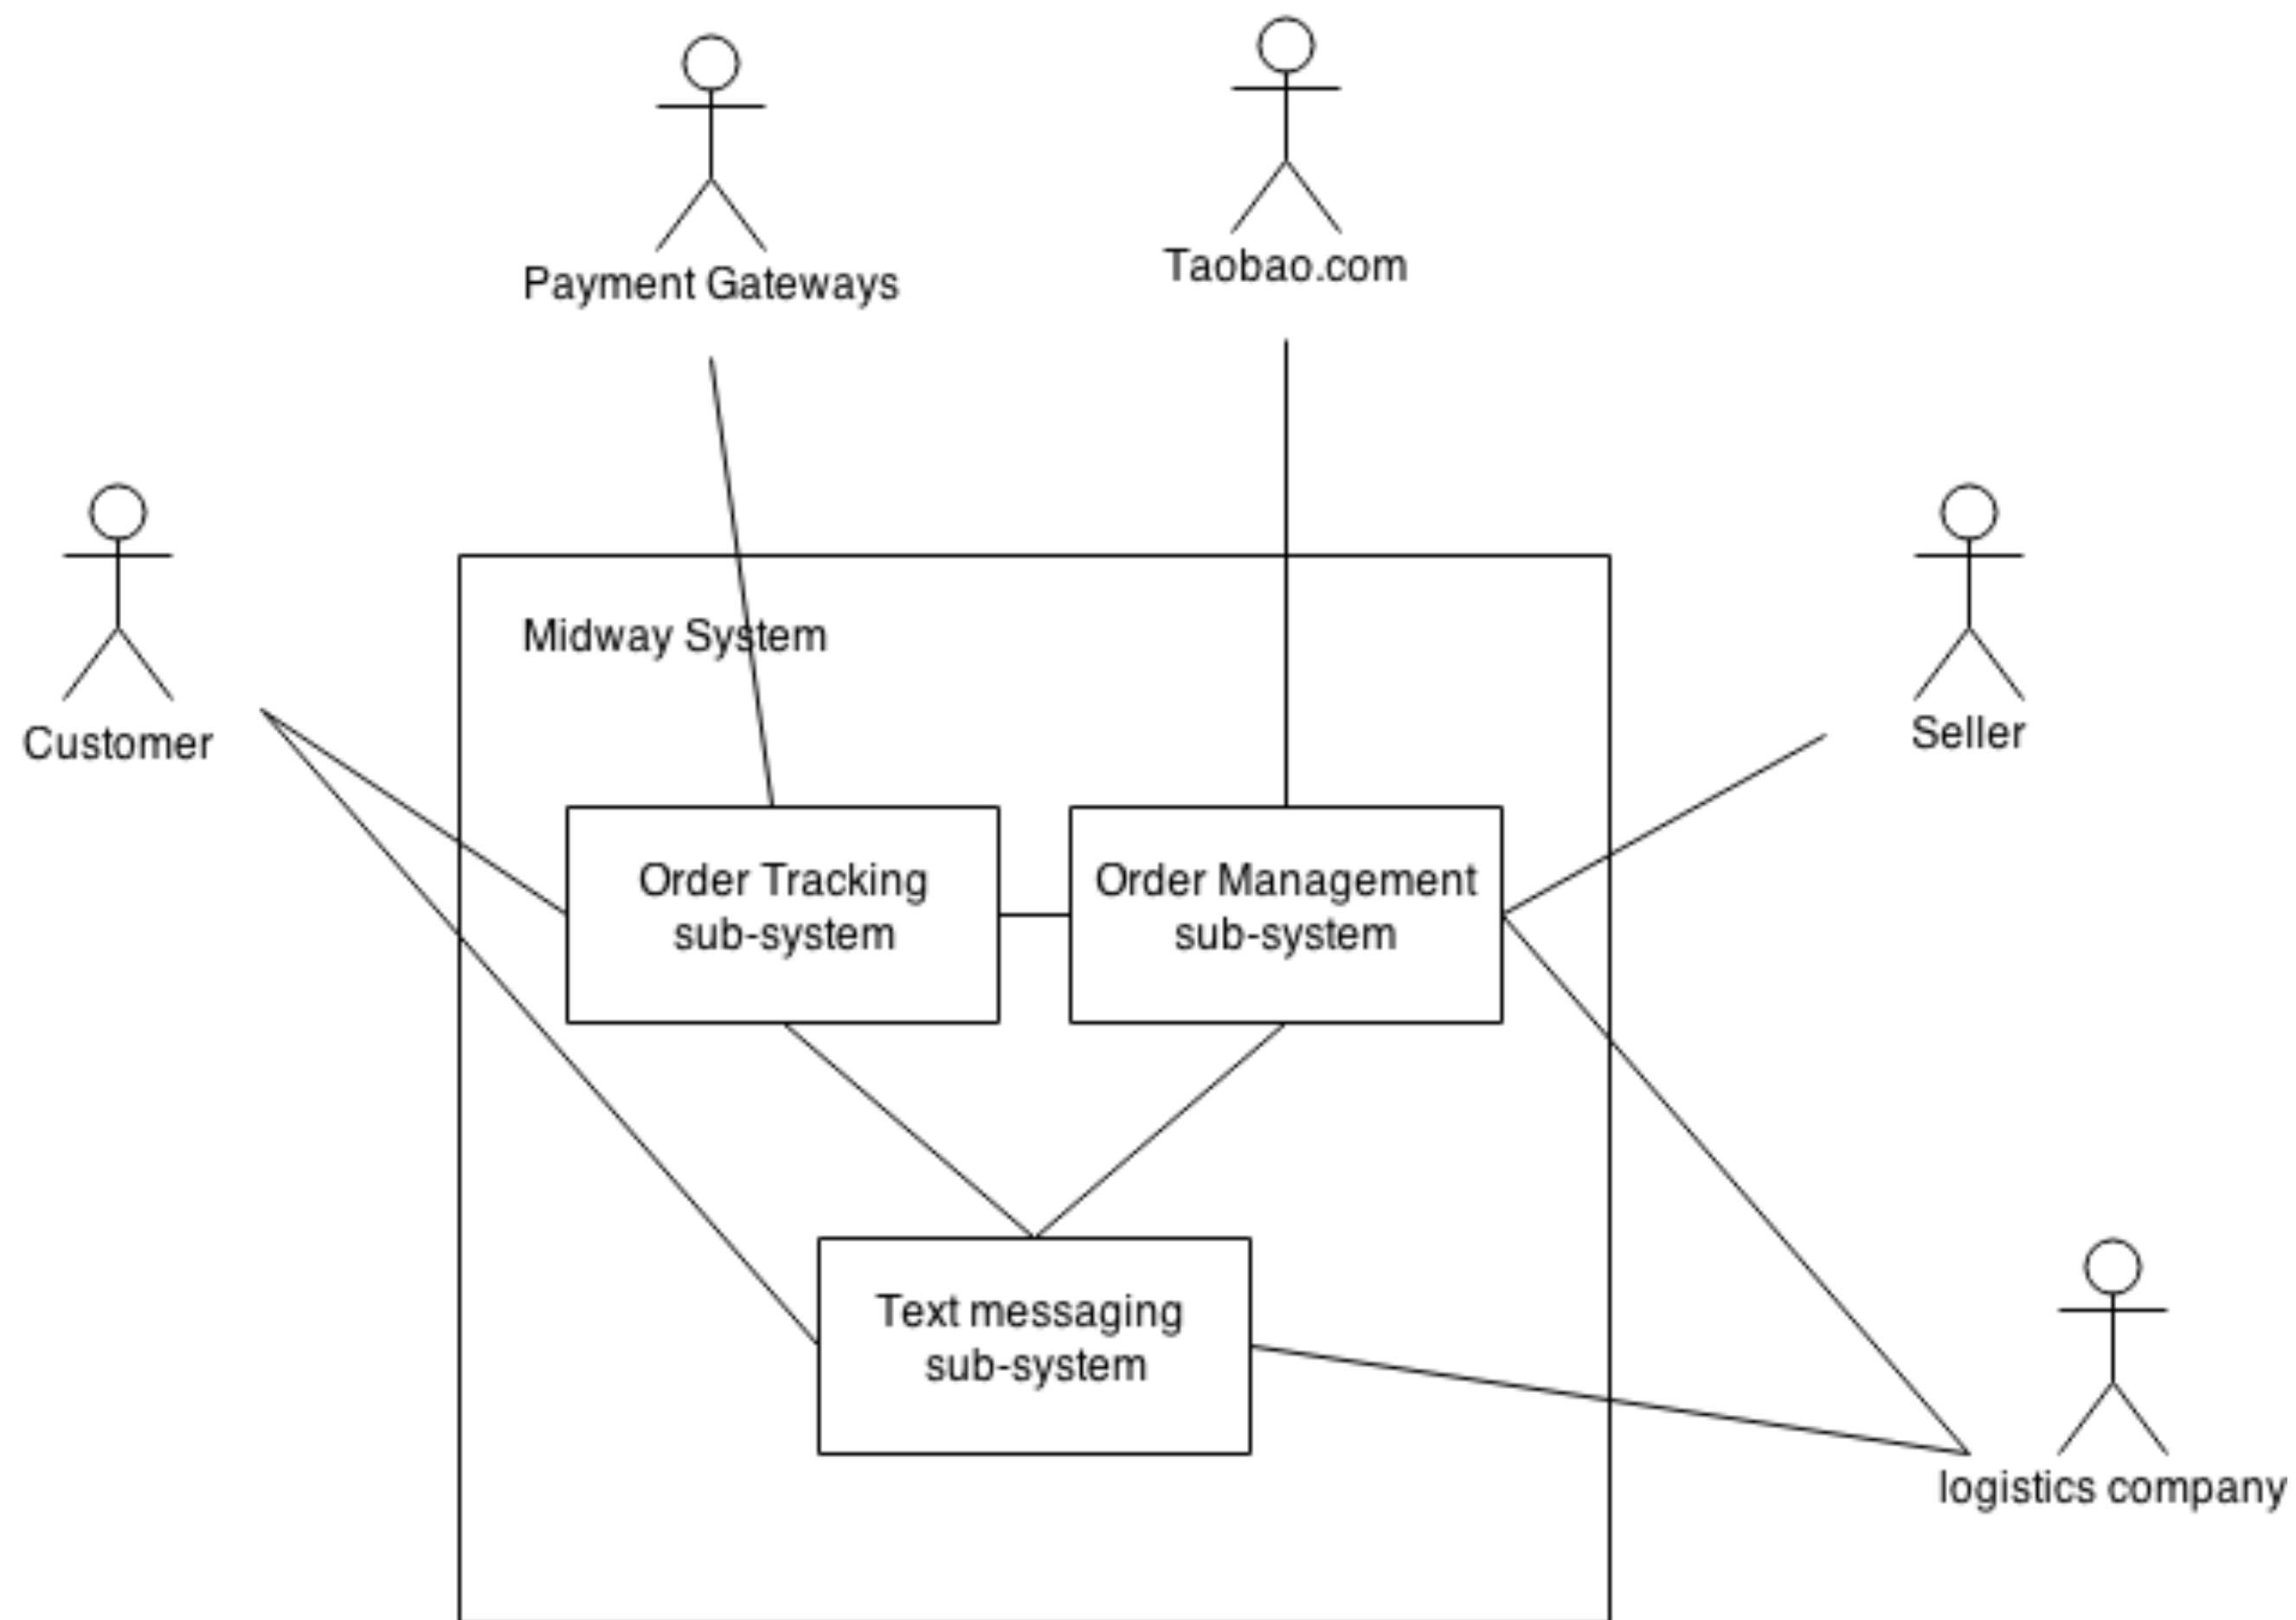 Payment Gateways
Taobao.com
Customer
Midway System
Seller
Order Tracking
sub-system
Order Management
sub-system
Text messaging
sub-system
logistics company